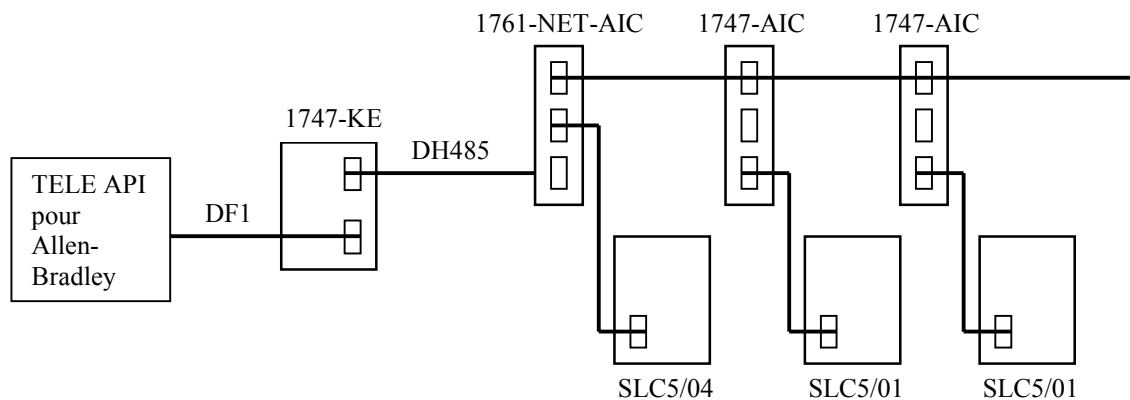 1761-NET-AIC
1747-AIC
1747-AIC
1747-KE
DH485
TELE API
pour
Allen-
Bradley
DF1
SLC5/04
SLC5/01
SLC5/01